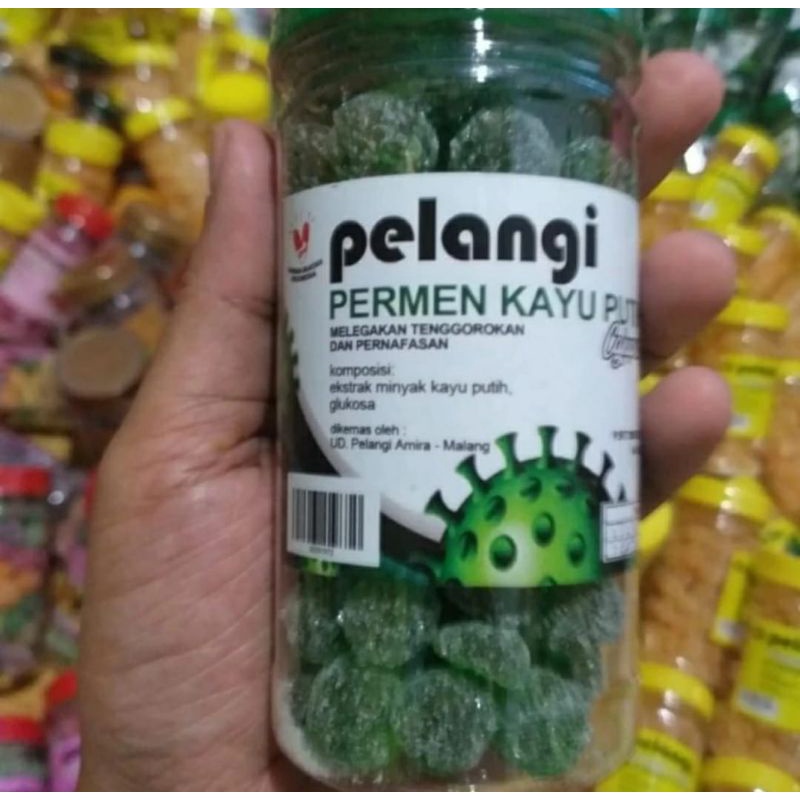 pelangi
PERMEN KAYU PUT
MELEGAKAN TENGGOROKAN
DAN PERNAFASAN
komposisi:
ekstrak minyak kayu putih,
glukosa
dikemas oleh :
UD. Pelangi Amira - Malang